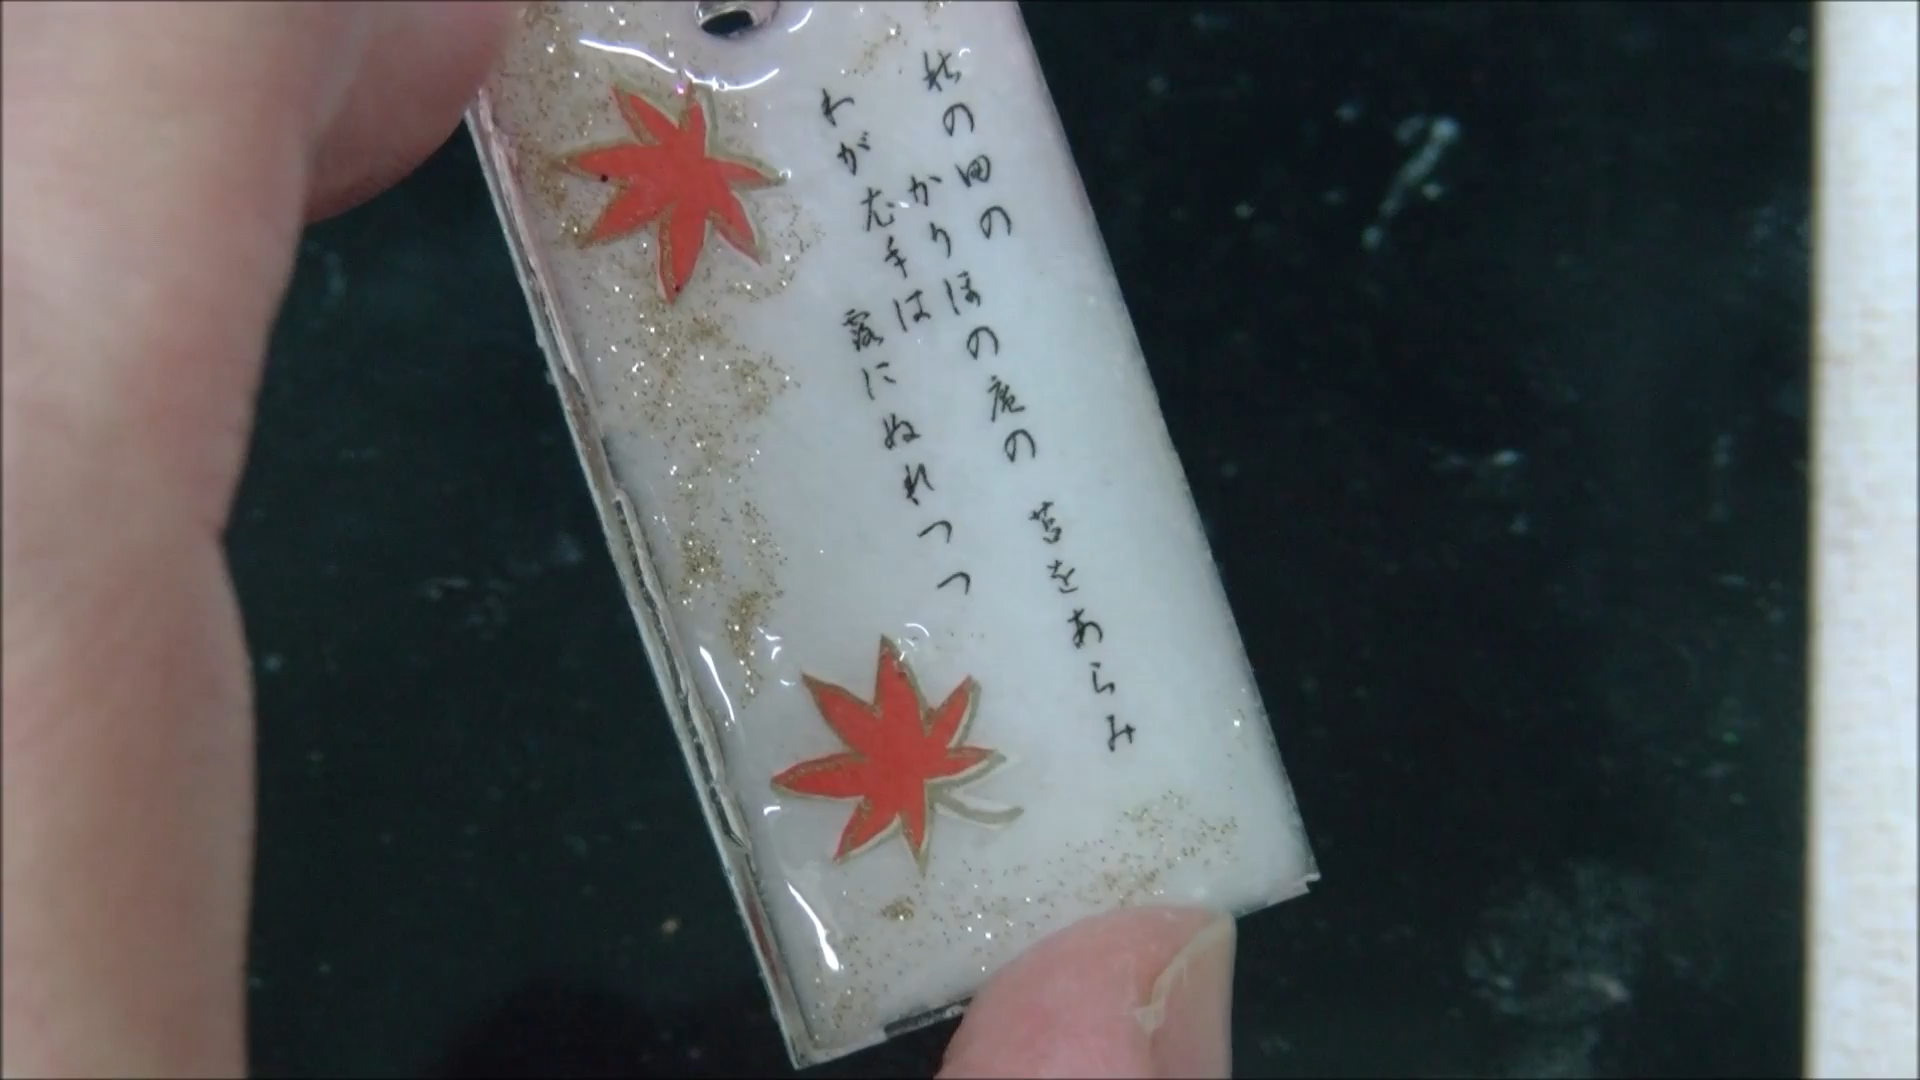 秋の田の
かりほの庵の
苫をあらみ
わが衣手は
露にぬれつつ